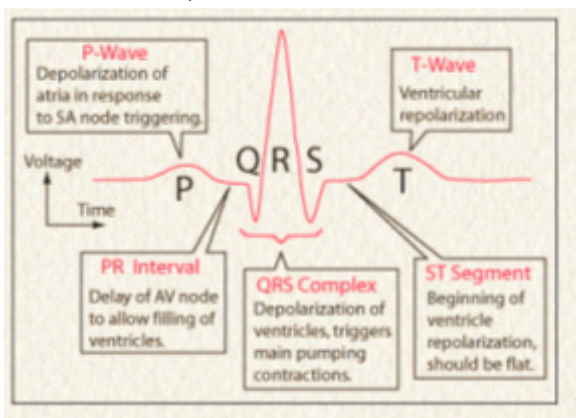 P-Wave
Depolarization of
atria in response
to SA node triggering.
T-Wave
Ventricular
repolarization
Q R S
Voltage
P
T
Time
PR Interval
Delay of AV node
to allow filling of
ventricles.
QRS Complex
Depolarization of
ventricles, triggers
main pumping
contractions.
ST Segment
Beginning of
ventricle
repolarization,
should be flat.